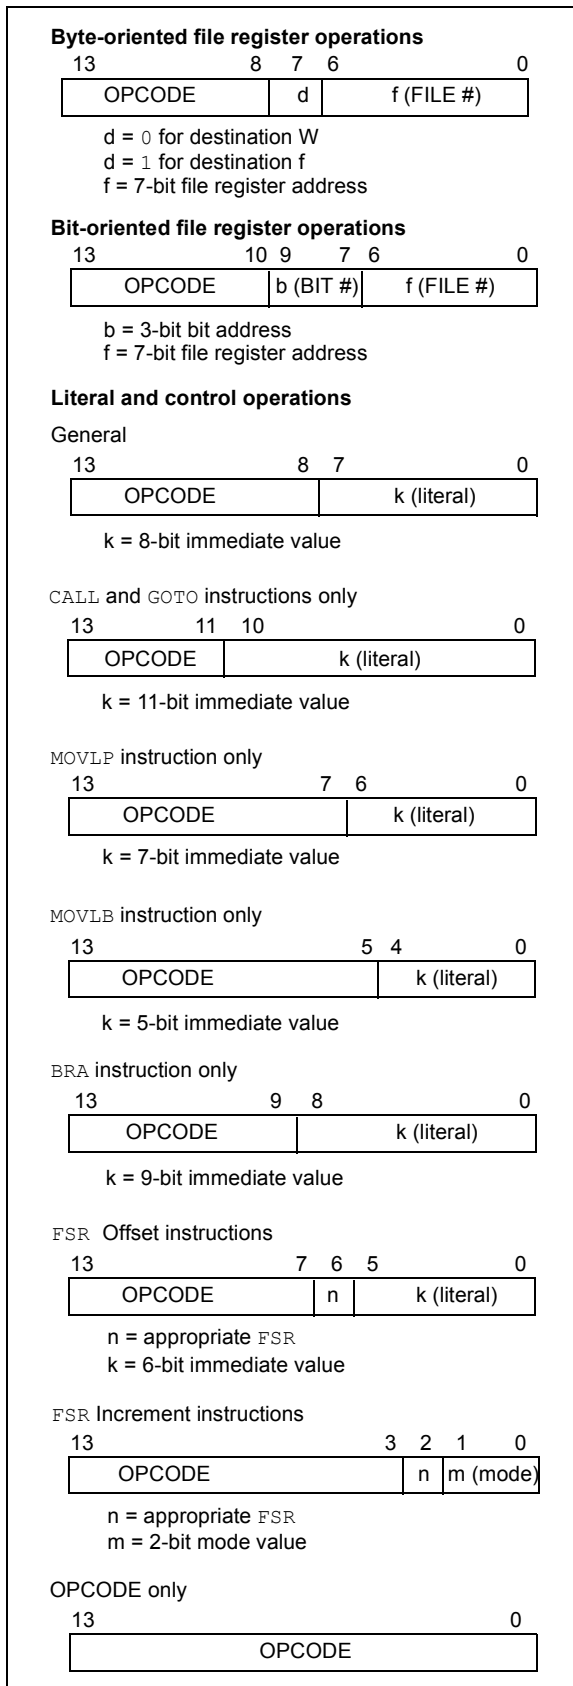 Byte-oriented file register operations
13 8 7 6 0
OPCODE d f (FILE #)
d = 0 for destination W
d = 1 for destination f
f = 7-bit file register address
Bit-oriented file register operations
13 10 9 7 6 0
OPCODE b (BIT #) f (FILE #)
b = 3-bit bit address
f = 7-bit file register address
Literal and control operations
General
13 8 7 0
OPCODE k (literal)
k = 8-bit immediate value
CALL and GOTO instructions only
13 11 10 0
OPCODE k (literal)
k = 11-bit immediate value
MOVLP instruction only
13 7 6 0
OPCODE k (literal)
k = 7-bit immediate value
MOVLB instruction only
13 5 4 0
OPCODE k (literal)
k = 5-bit immediate value
BRA instruction only
13 9 8 0
OPCODE k (literal)
k = 9-bit immediate value
FSR Offset instructions
13 7 6 5 0
OPCODE n k (literal)
n = appropriate FSR
k = 6-bit immediate value
FSR Increment instructions
13 3 2 1 0
OPCODE n m (mode)
n = appropriate FSR
m = 2-bit mode value
OPCODE only
13 0
OPCODE